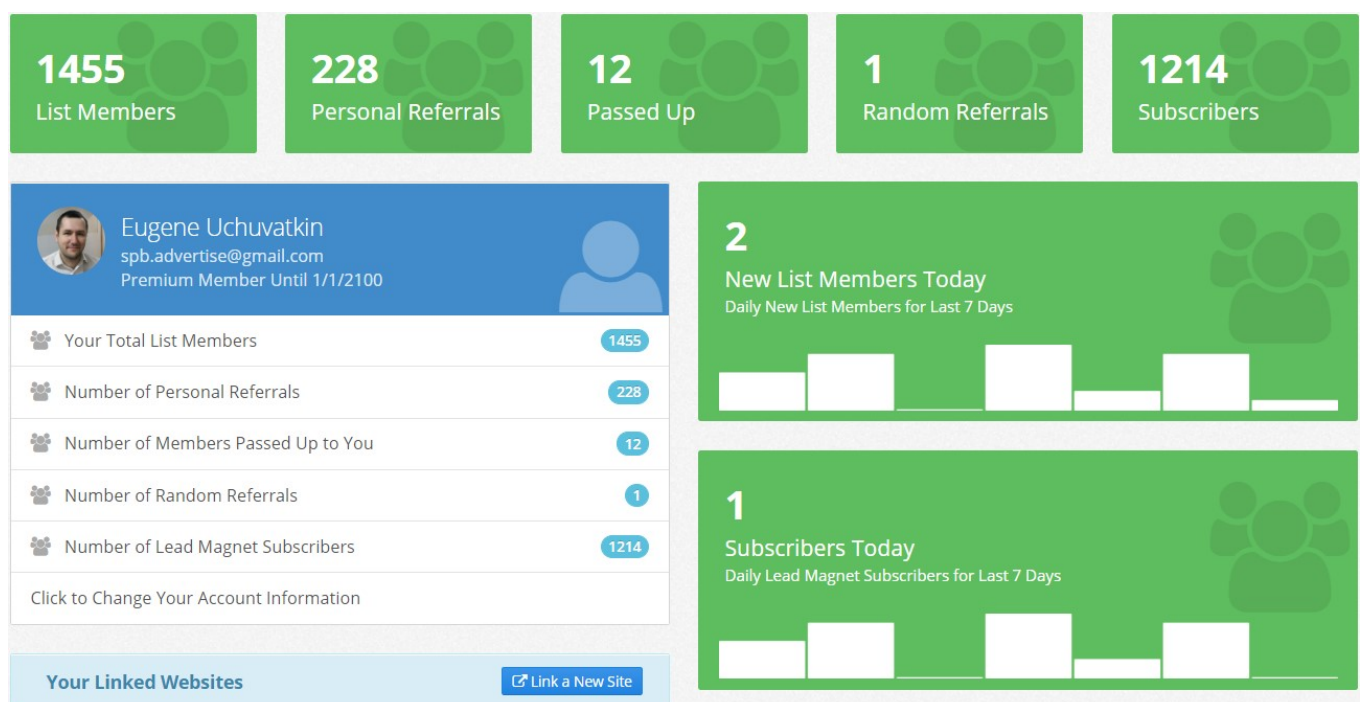 1455
List Members
228
Personal Referrals
12
Passed Up
1
Random Referrals
1214
Subscribers
Eugene Uchuvatkin
spb.advertise@gmail.com
Premium Member Until 1/1/2100
Your Total List Members 1455
Number of Personal Referrals 228
Number of Members Passed Up to You 12
Number of Random Referrals 1
Number of Lead Magnet Subscribers 1214
Click to Change Your Account Information
Your Linked Websites Link a New Site
2
New List Members Today
Daily New List Members for Last 7 Days
1
Subscribers Today
Daily Lead Magnet Subscribers for Last 7 Days